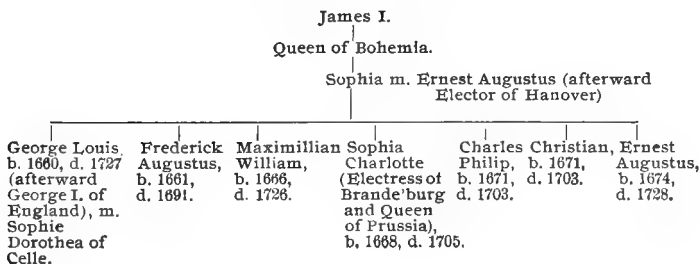 James I.
Queen of Bohemia.
Sophia m. Ernest Augustus (afterward
Elector of Hanover)
George Louis,
b. 1660, d. 1727
(afterward
George I. of
England), m.
Sophie
Dorothea of
Celle.
Frederick
Augustus,
b. 1661,
d. 1691.
Maximillian
William,
b. 1666,
d. 1726.
Sophia
Charlotte
(Electress of
Brande'burg
and Queen
of Prussia),
b. 1668, d. 1705.
Charles
Philip,
b. 1671,
d. 1703.
Christian,
b. 1671,
d. 1703.
Ernest
Augustus,
b. 1674,
d. 1728.